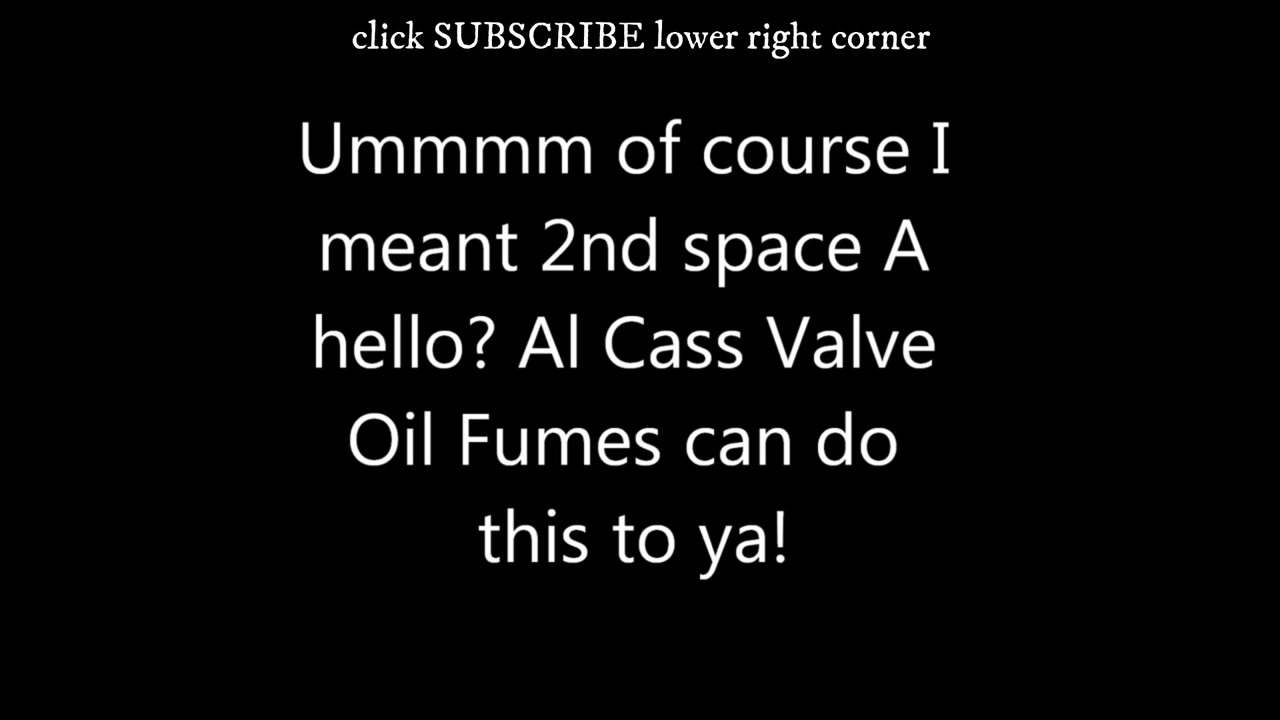 click SUBSCRIBE lower right corner
Ummmm of course I
meant 2nd space A
hello? Al Cass Valve
Oil Fumes can do
this to ya!